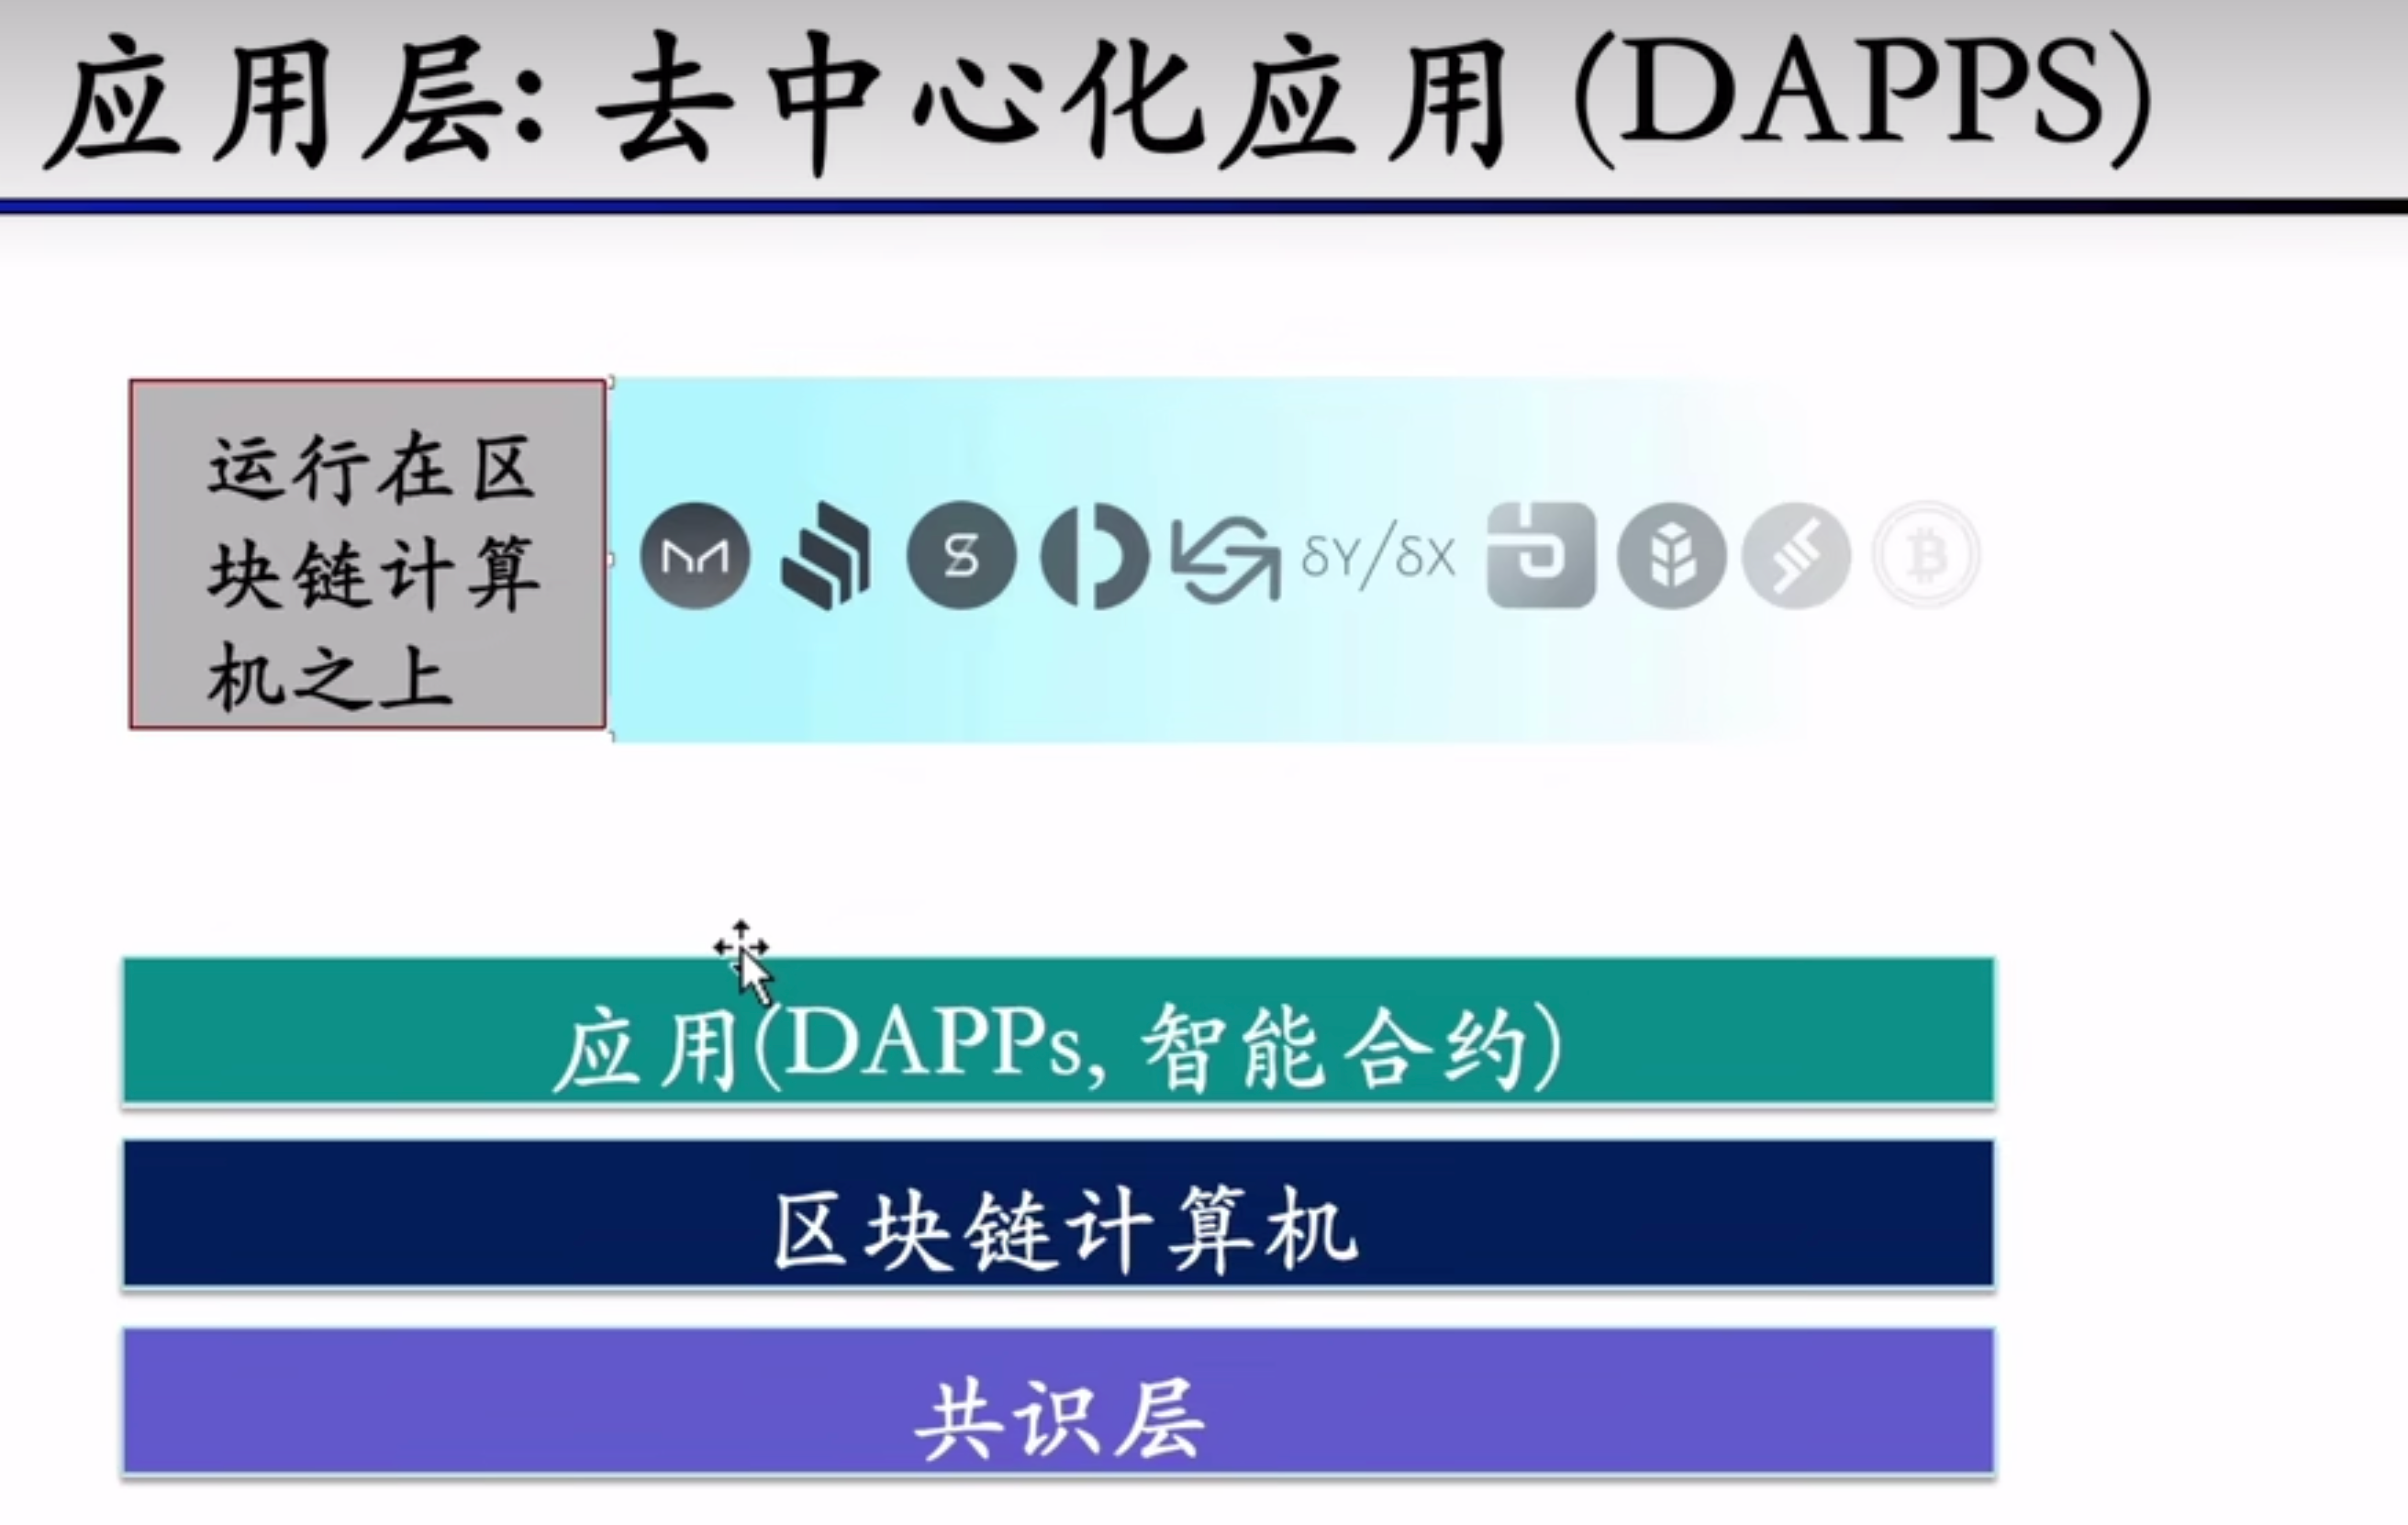 应用层: 去中心化应用 (DAPPS)
运行在区
块链计算
机之上
δY/δX
应用(DAPPs, 智能合约)
区块链计算机
共识层